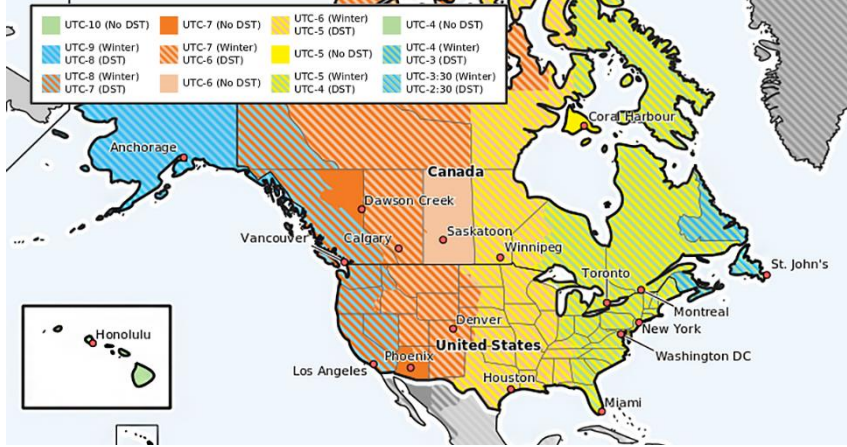 UTC-10 (No DST)
UTC-7 (No DST)
UTC-6 (Winter)
UTC-5 (DST)
UTC-4 (No DST)
UTC-9 (Winter)
UTC-8 (DST)
UTC-7 (Winter)
UTC-6 (DST)
UTC-5 (No DST)
UTC-4 (Winter)
UTC-3 (DST)
UTC-8 (Winter)
UTC-7 (DST)
UTC-6 (No DST)
UTC-5 (Winter)
UTC-4 (DST)
UTC-3:30 (Winter)
UTC-2:30 (DST)
Coral Harbour
Anchorage
Canada
Dawson Creek
Vancouver
Calgary
Saskatoon
Winnipeg
St. John's
Toronto
Montreal
Honolulu
Denver
New York
United States
Washington DC
Phoenix
Los Angeles
Houston
Miami